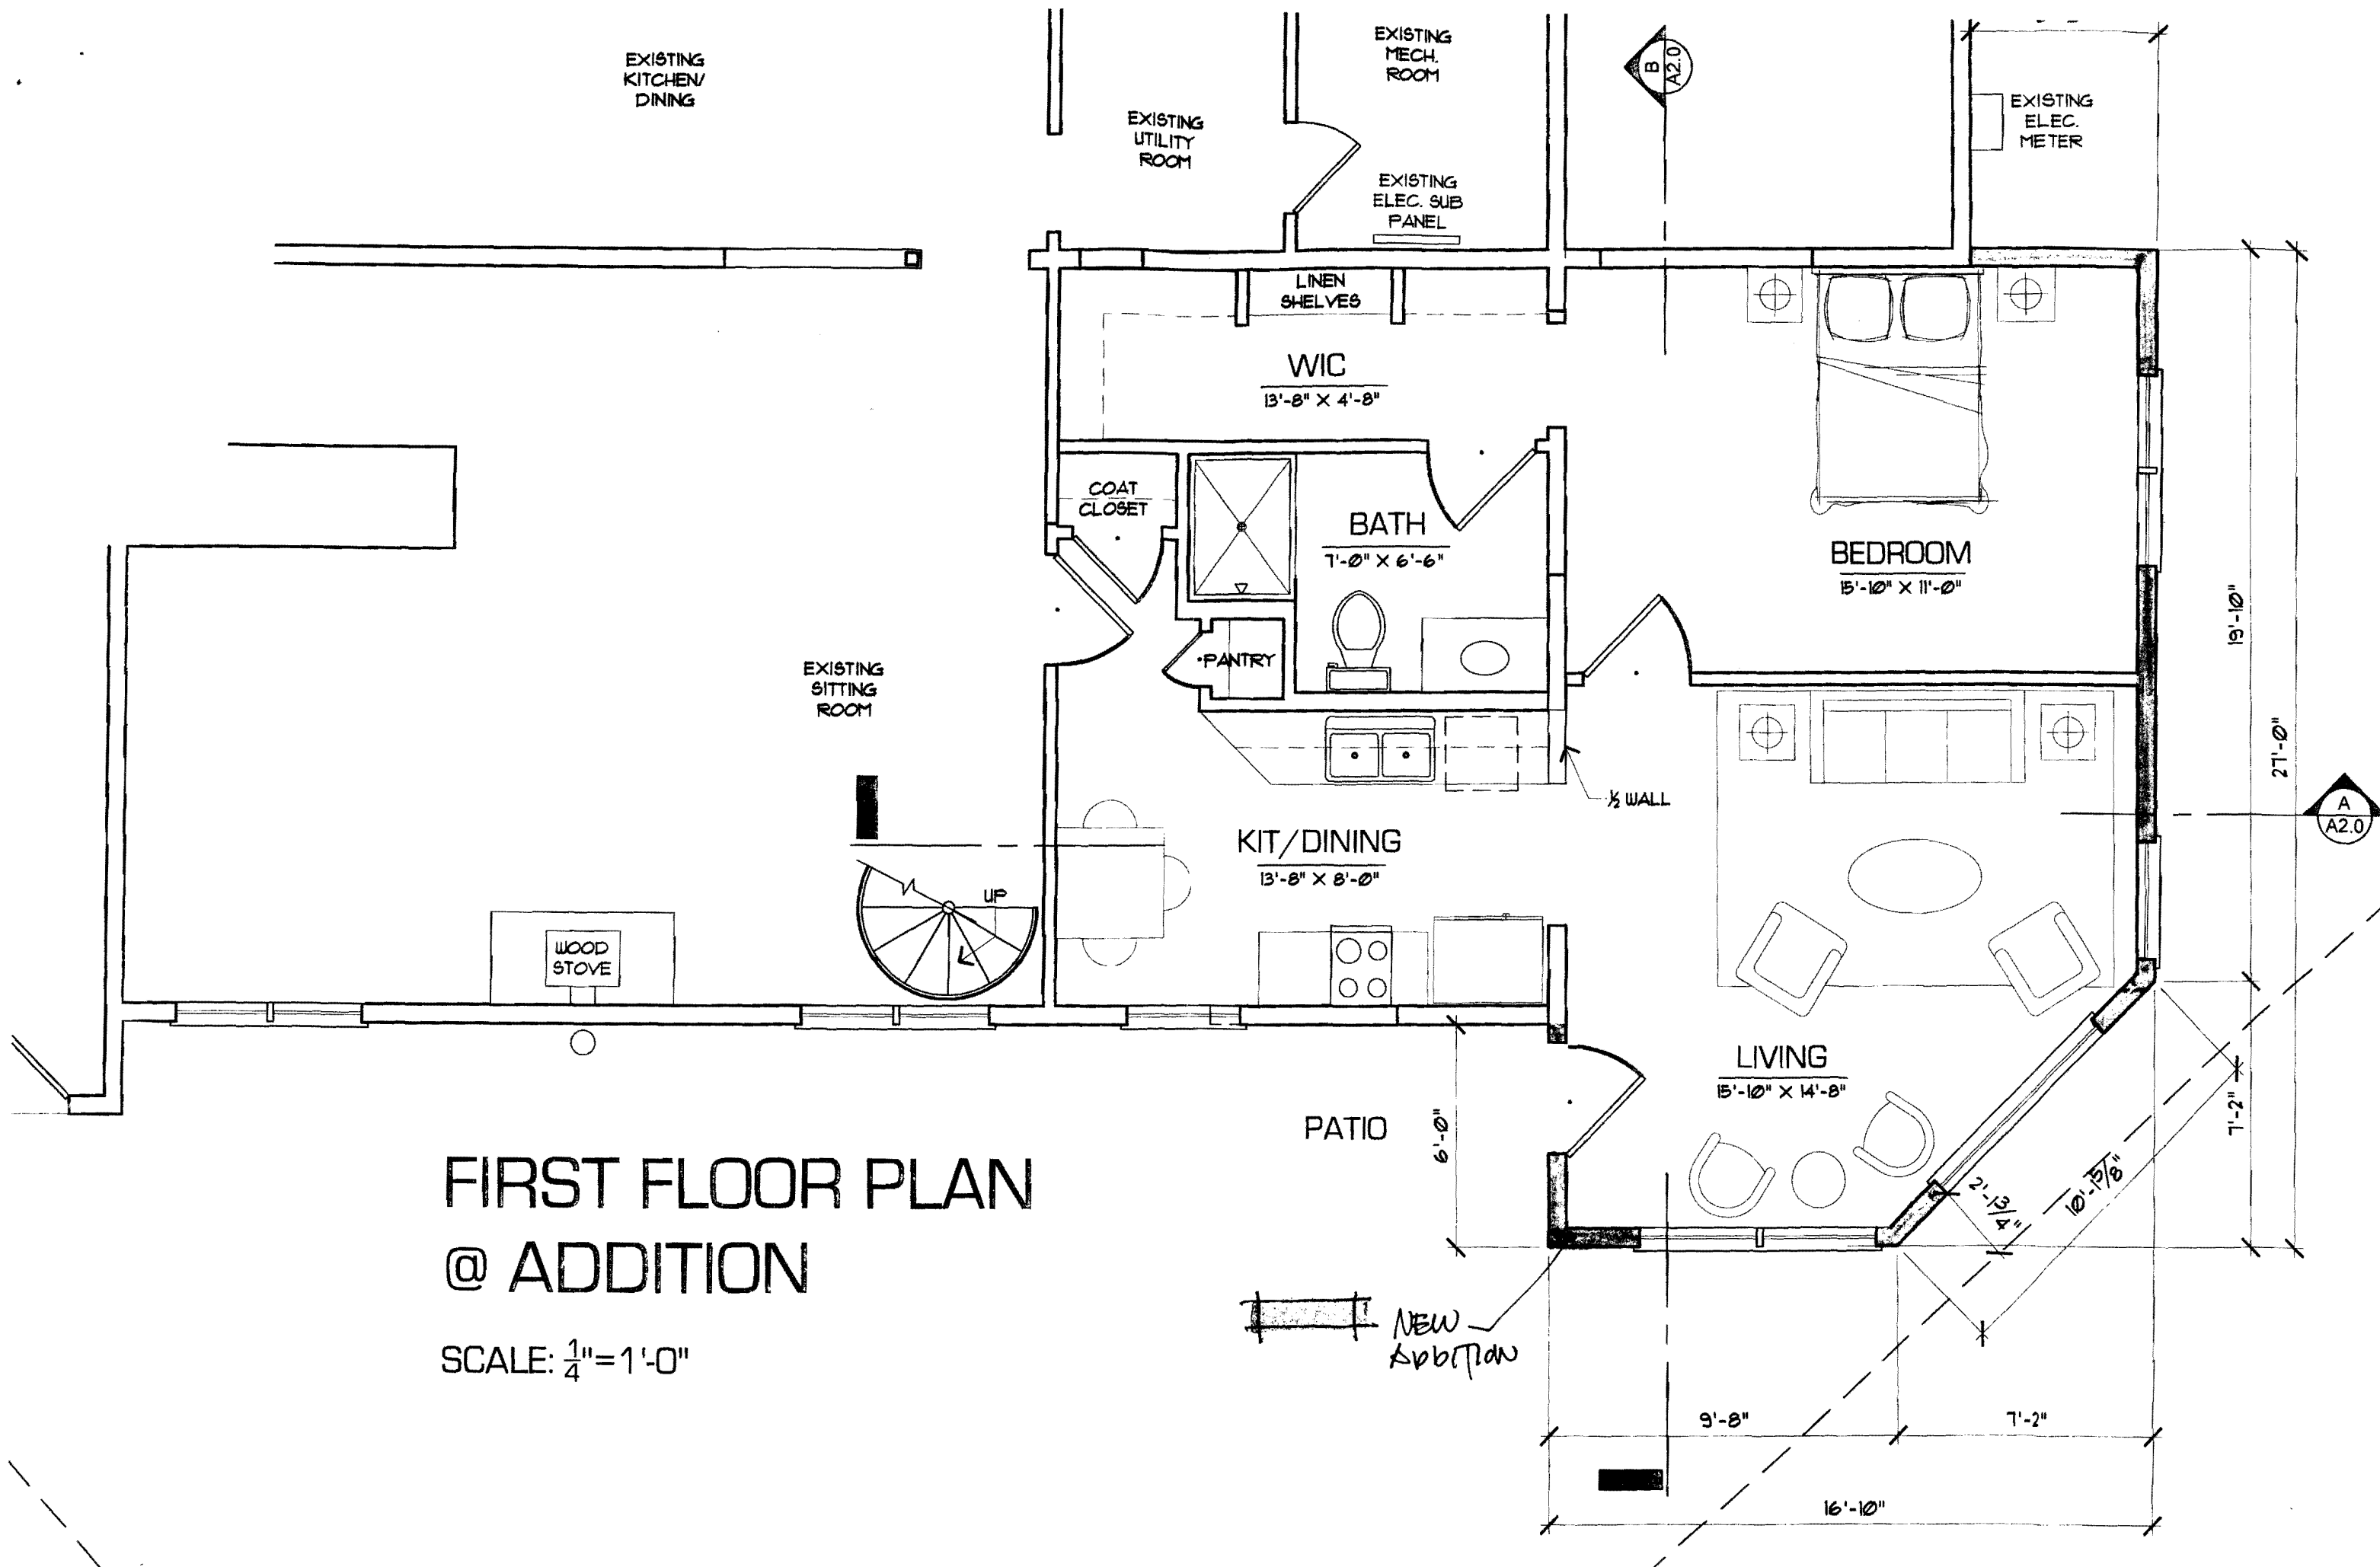 EXISTING
KITCHEN/
DINING
EXISTING
UTILITY
ROOM
EXISTING
MECH.
ROOM
EXISTING
ELEC. SUB
PANEL
B
A2.0
EXISTING
ELEC.
METER
LINEN
SHELVES
WIC
13'-8" X 4'-8"
COAT
CLOSET
BATH
7'-0" X 6'-6"
BEDROOM
15'-10" X 11'-0"
19'-10"
27'-0"
PANTRY
EXISTING
SITTING
ROOM
½ WALL
A
A2.0
KIT/DINING
13'-8" X 8'-0"
UP
WOOD
STOVE
LIVING
15'-10" X 14'-8"
PATIO
6'-0"
7'-2"
2'-1 3/4"
10'-1 5/8"
FIRST FLOOR PLAN
@ ADDITION
SCALE: 1/4"=1'-0"
NEW
ADDITION
9'-8"
7'-2"
16'-10"